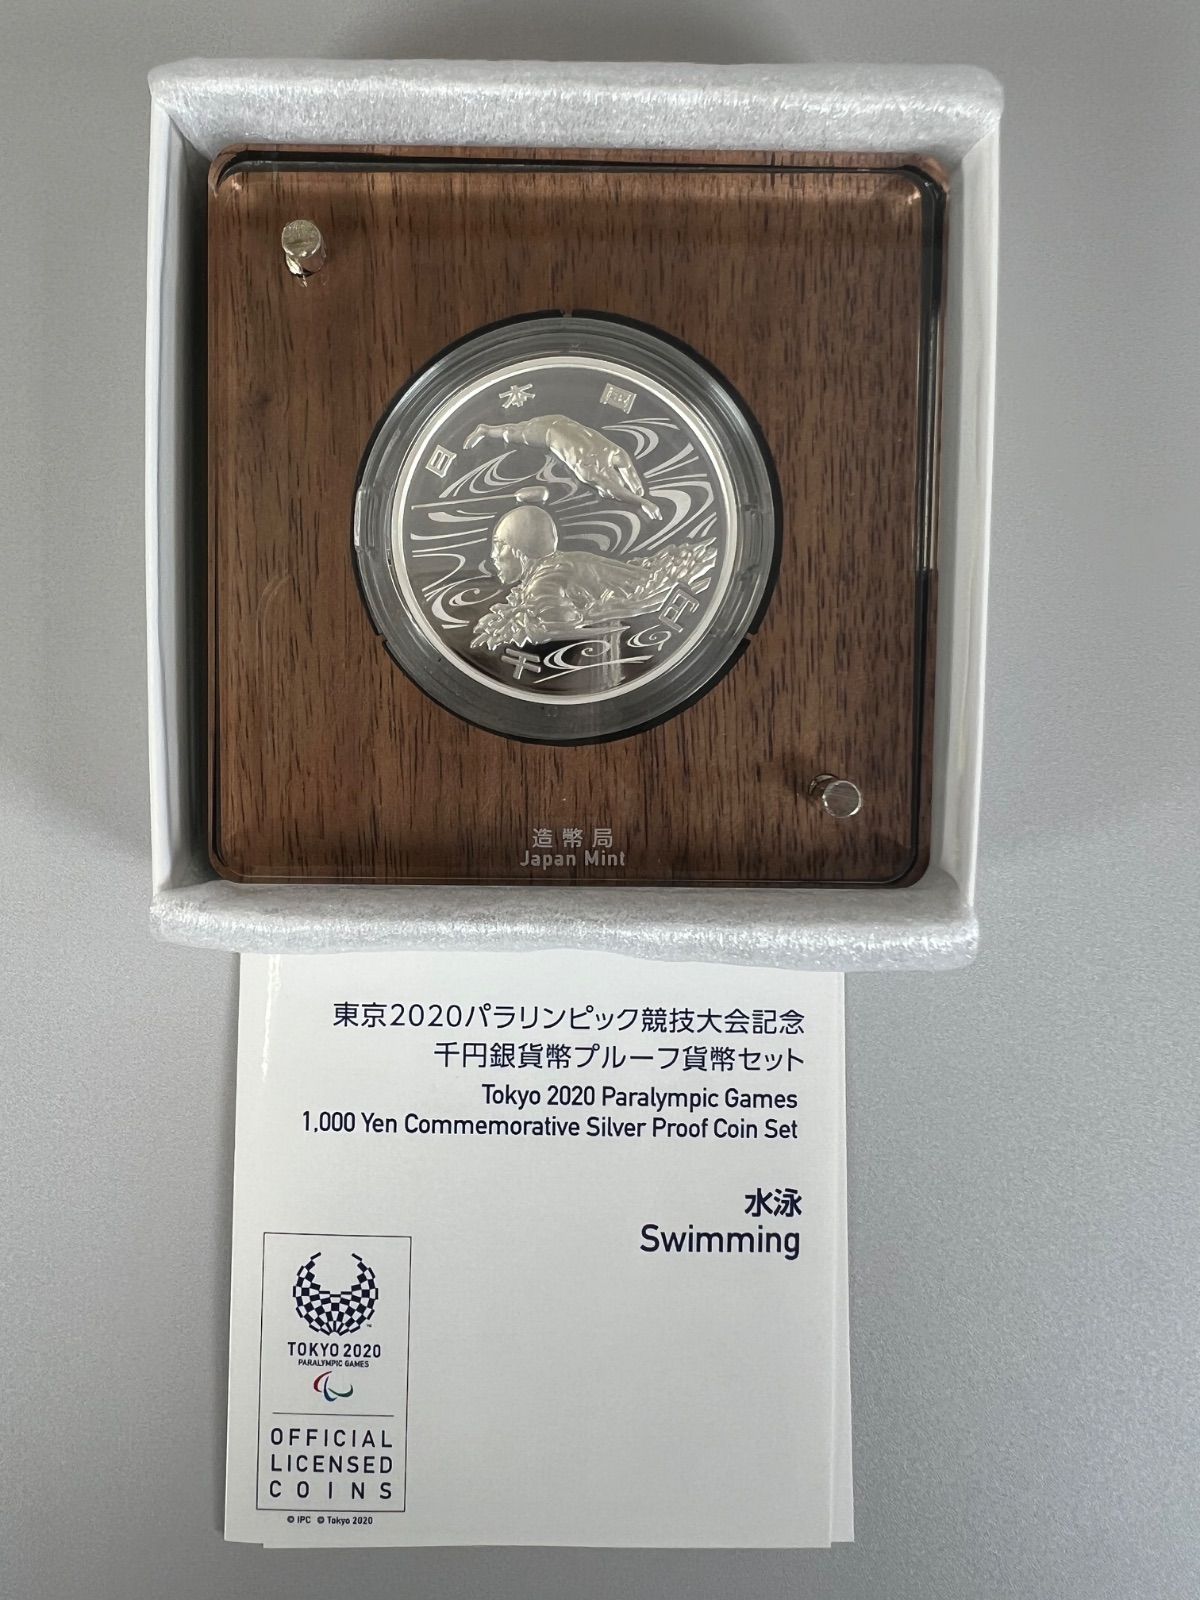 日本国
千円
造幣局
Japan Mint
東京2020パラリンピック競技大会記念
千円銀貨幣プルーフ貨幣セット
Tokyo 2020 Paralympic Games
1,000 Yen Commemorative Silver Proof Coin Set
水泳
Swimming
TOKYO 2020
PARALYMPIC GAMES
OFFICIAL
LICENSED
COINS
© IPC © Tokyo 2020